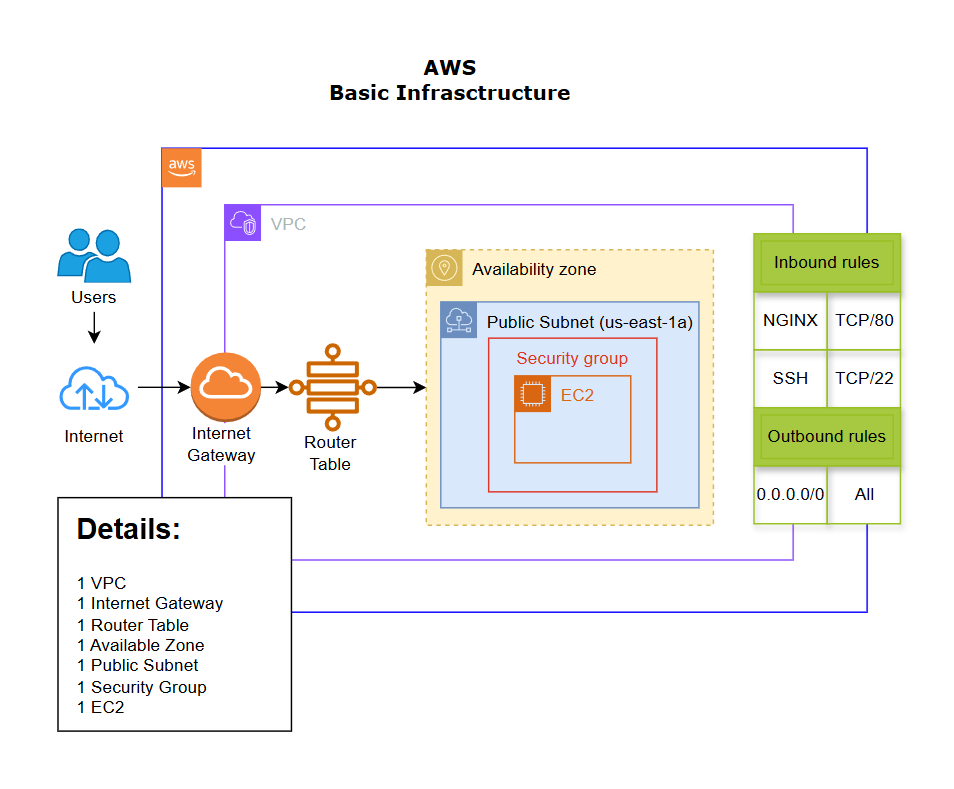 AWS
Basic Infrasctructure
aws
VPC
Availability zone
Public Subnet (us-east-1a)
Security group
EC2
Users
Internet
Internet
Gateway
Router
Table
Inbound rules
NGINX TCP/80
SSH TCP/22
Outbound rules
0.0.0.0/0 All
Details:
1 VPC
1 Internet Gateway
1 Router Table
1 Available Zone
1 Public Subnet
1 Security Group
1 EC2